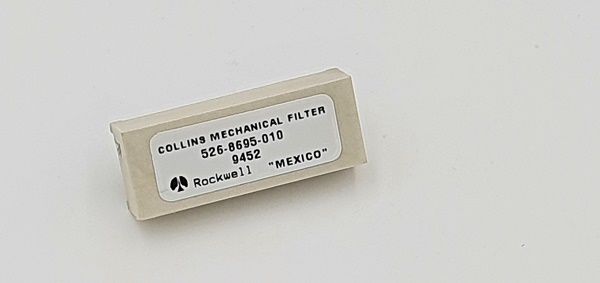 COLLINS MECHANICAL FILTER
526-8695-010
9452
Rockwell "MEXICO"